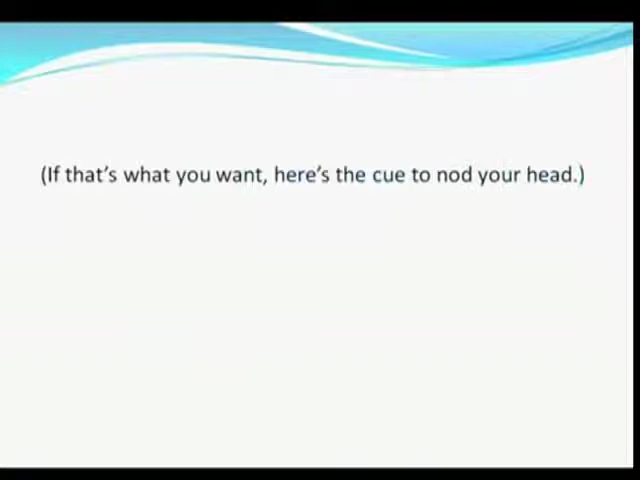 (If that’s what you want, here’s the cue to nod your head.)